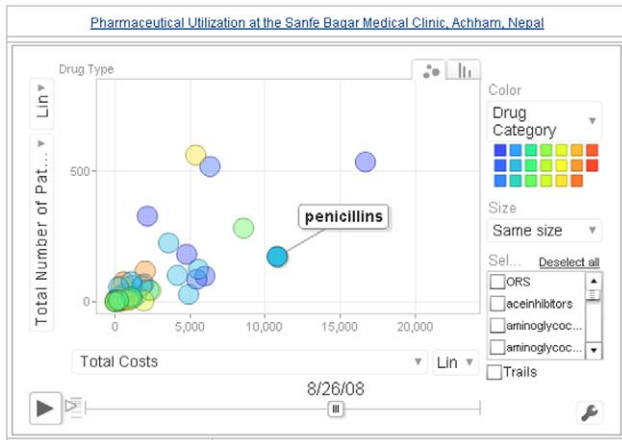 Pharmaceutical Utilization at the Sanfe Bagar Medical Clinic, Achham, Nepal
Drug Type
Lin
Total Number of Pat...
500
0
penicillins
0
5,000
10,000
15,000
20,000
Total Costs
Lin
8/26/08
Color
Drug
Category
Size
Same size
Sel...
Deselect all
ORS
aceinhibitors
aminoglycoc...
aminoglycoc...
Trails